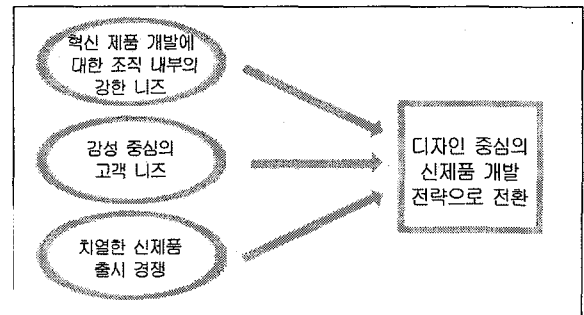 혁신 제품 개발에
대한 조직 내부의
강한 니즈
감성 중심의
고객 니즈
치열한 신제품
출시 경쟁
디자인 중심의
신제품 개발
전략으로 전환